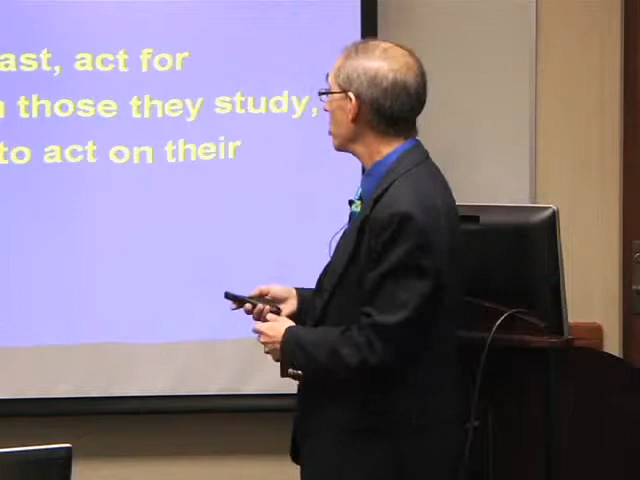 ast, act for
those they study,
to act on their